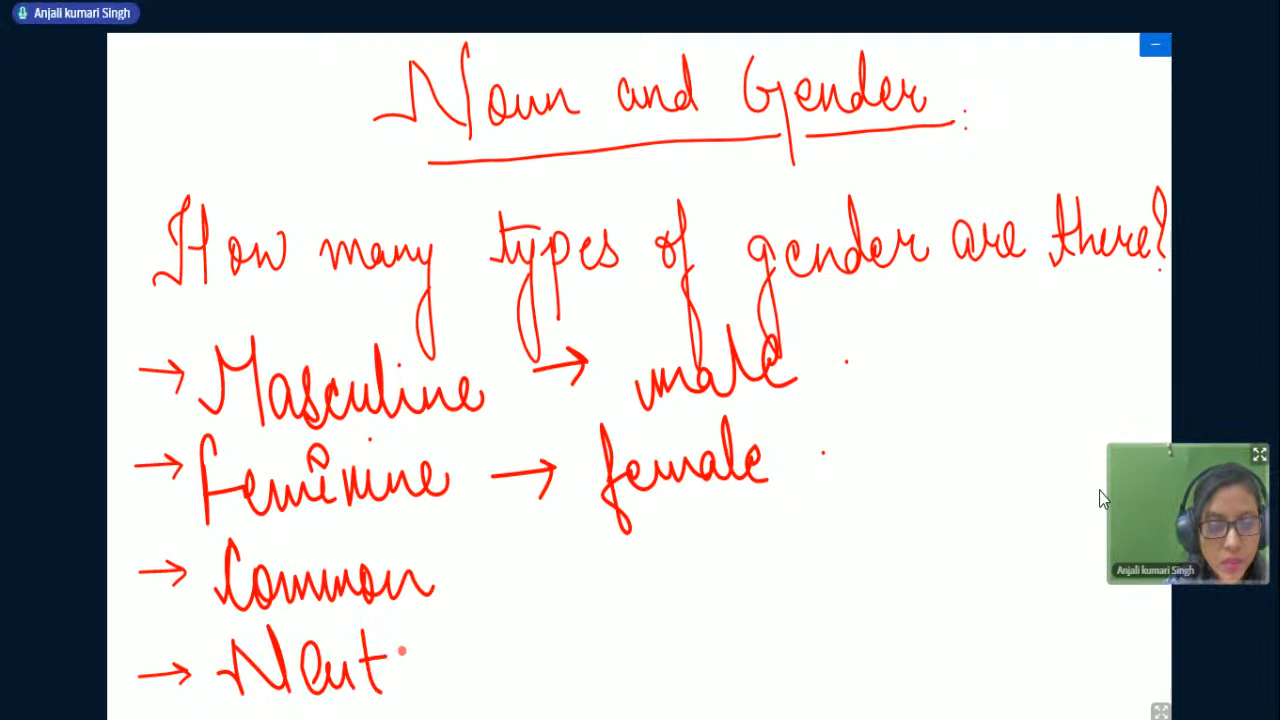 Anjali kumari Singh
Noun and Gender :
How many types of gender are there?
→ Masculine → male .
→ Feminine → female .
→ Common
→ Neut
Anjali kumari Singh